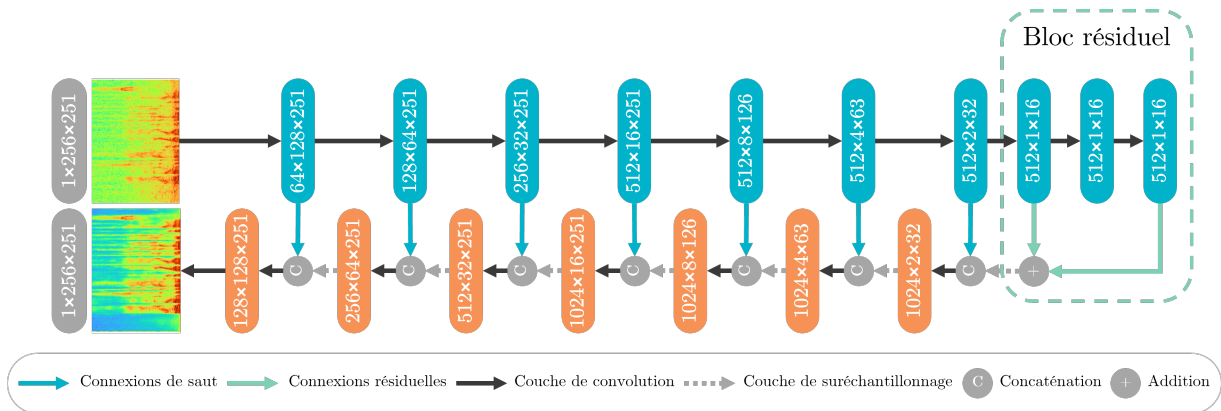 Bloc résiduel
1×256×251
64×128×251
128×64×251
256×32×251
512×16×251
512×8×126
512×4×63
512×2×32
512×1×16
512×1×16
512×1×16
1×256×251
128×128×251
C
256×64×251
C
512×32×251
C
1024×16×251
C
1024×8×126
C
1024×4×63
C
1024×2×32
C
+
Connexions de saut
Connexions résiduelles
Couche de convolution
Couche de suréchantillonnage
C
Concaténation
+
Addition